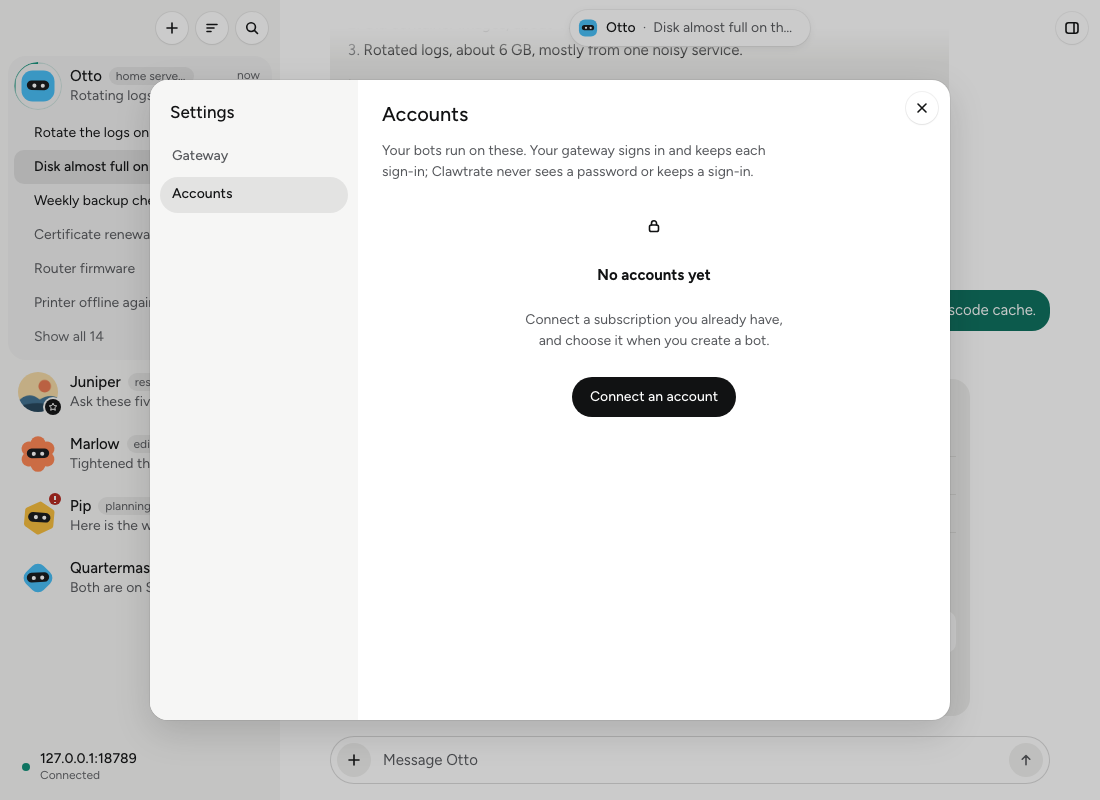 Otto · Disk almost full on th...
3. Rotated logs, about 6 GB, mostly from one noisy service.
Otto home serve... now
Rotating logs
Rotate the logs on
Disk almost full on
Weekly backup che
Certificate renewa
Router firmware
Printer offline again
Show all 14
Juniper res
Ask these fiv
Marlow edi
Tightened th
Pip planning
Here is the w
Quartermas
Both are on S
127.0.0.1:18789
Connected
Settings
Gateway
Accounts
Accounts
Your bots run on these. Your gateway signs in and keeps each
sign-in; Clawtrate never sees a password or keeps a sign-in.
No accounts yet
Connect a subscription you already have,
and choose it when you create a bot.
Connect an account
scode cache.
Message Otto